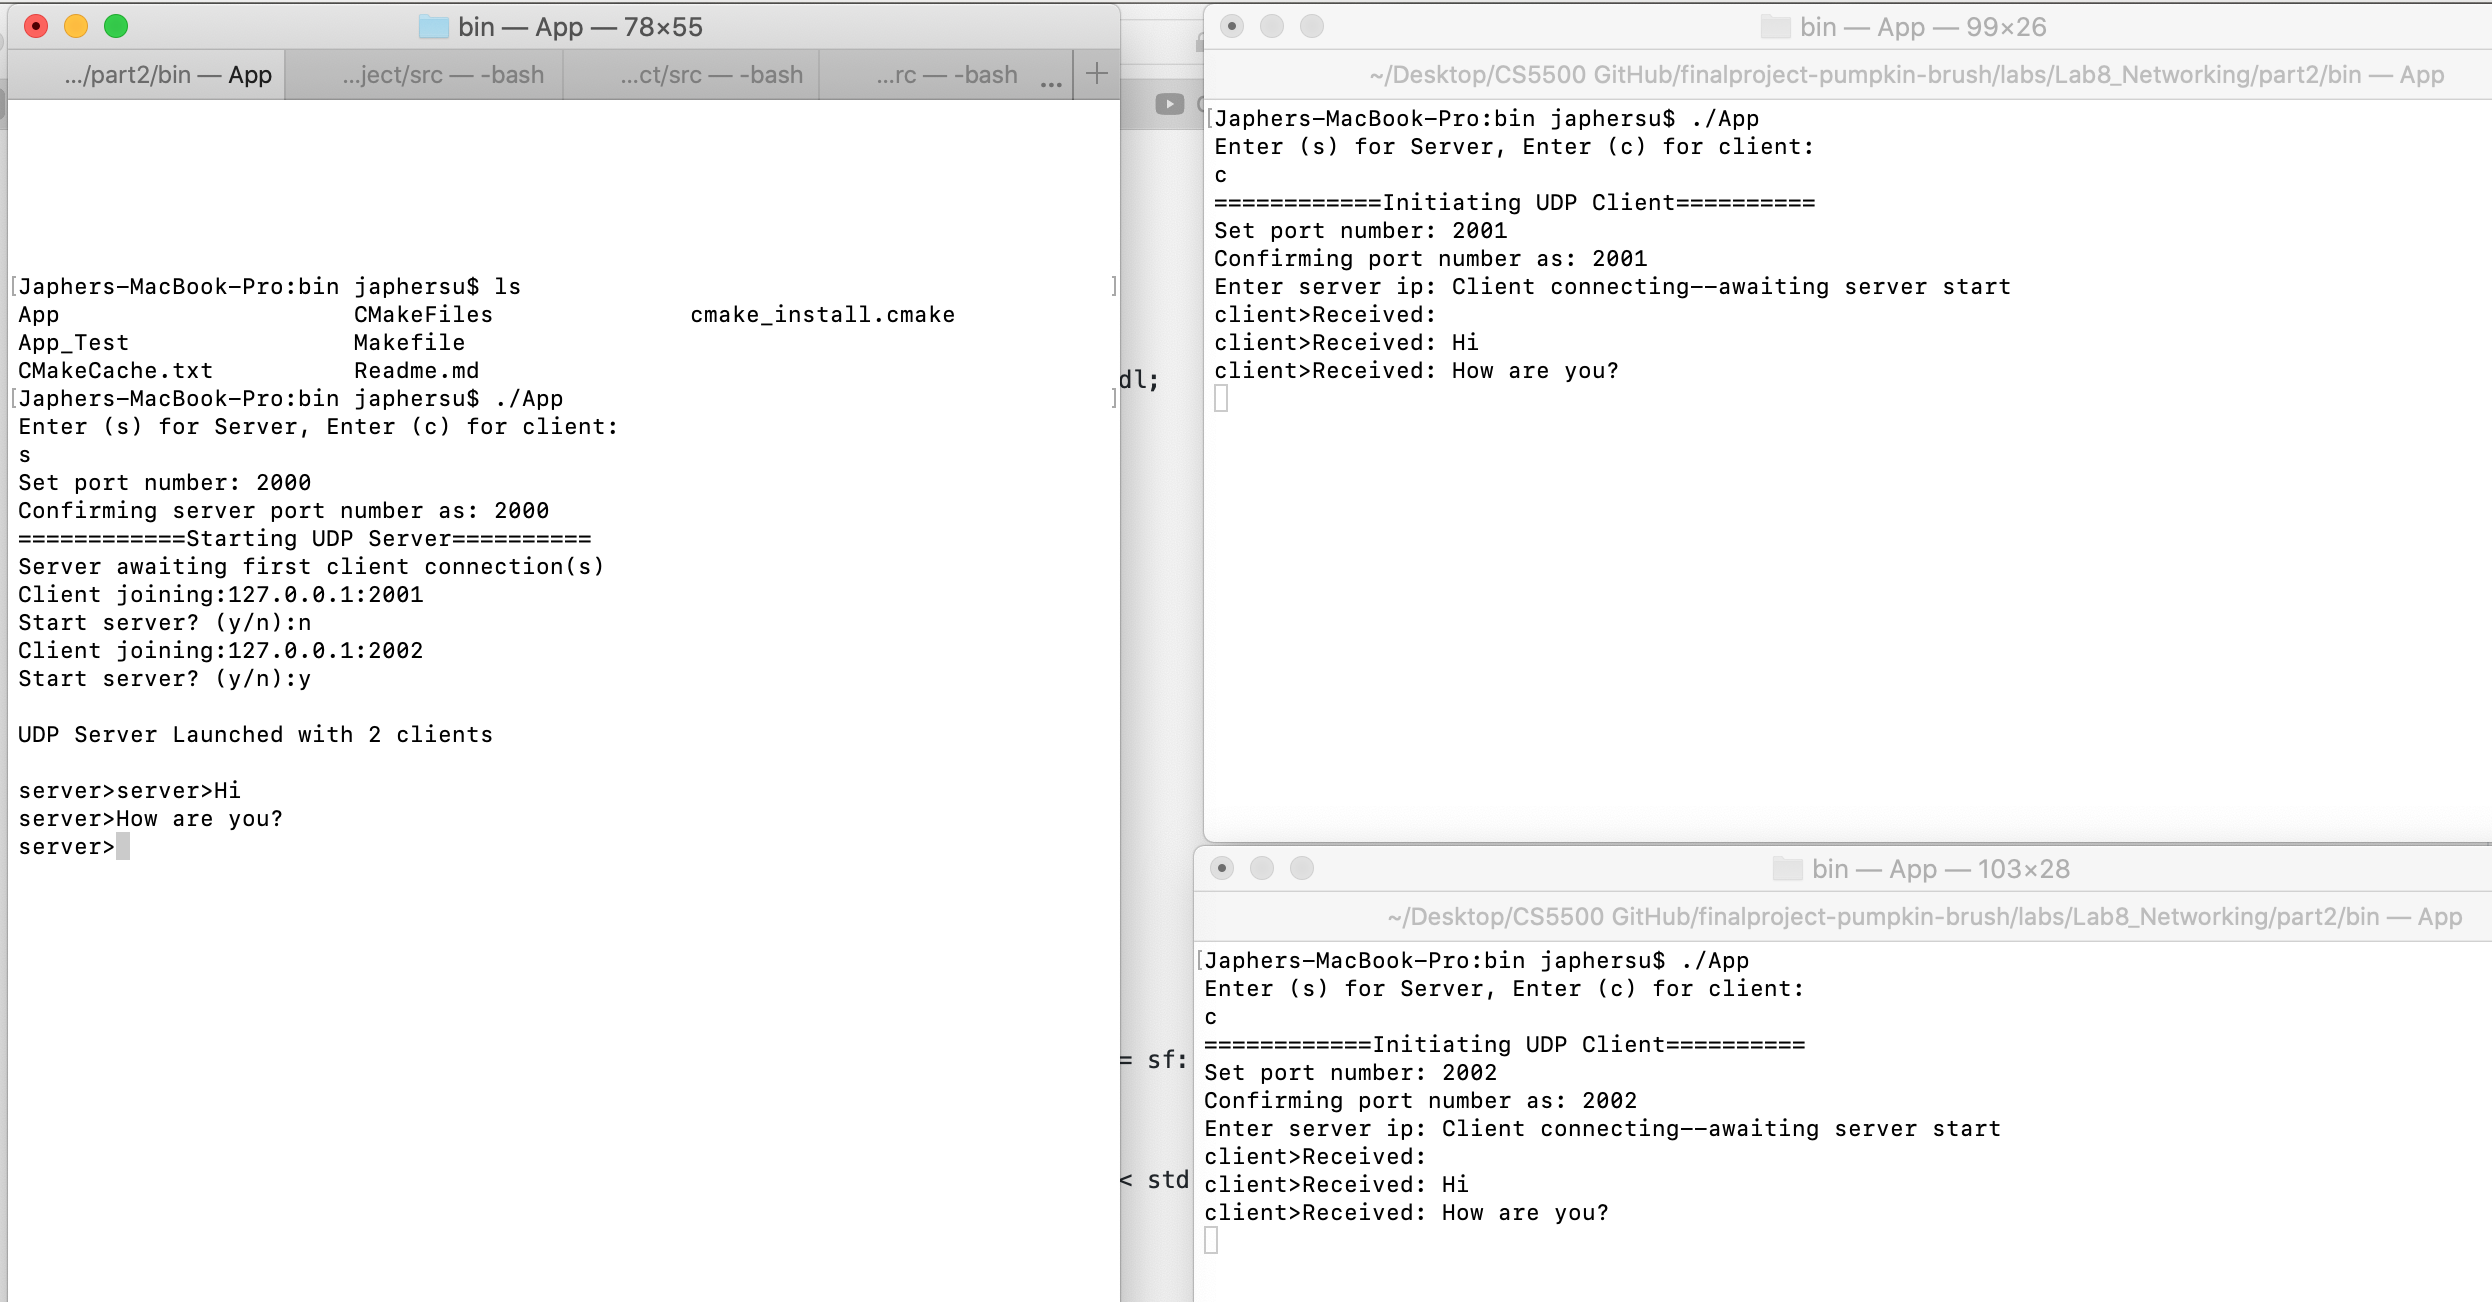 bin — App — 78×55
.../part2/bin — App
...ject/src — -bash
...ct/src — -bash
...rc — -bash
...
Japhers-MacBook-Pro:bin japhersu$ ls
App CMakeFiles cmake_install.cmake
App_Test Makefile
CMakeCache.txt Readme.md
Japhers-MacBook-Pro:bin japhersu$ ./App
Enter (s) for Server, Enter (c) for client:
s
Set port number: 2000
Confirming server port number as: 2000
============Starting UDP Server==========
Server awaiting first client connection(s)
Client joining:127.0.0.1:2001
Start server? (y/n):n
Client joining:127.0.0.1:2002
Start server? (y/n):y
UDP Server Launched with 2 clients
server>server>Hi
server>How are you?
server>
dl;
= sf:
< std
bin — App — 99×26
~/Desktop/CS5500 GitHub/finalproject-pumpkin-brush/labs/Lab8_Networking/part2/bin — App
Japhers-MacBook-Pro:bin japhersu$ ./App
Enter (s) for Server, Enter (c) for client:
c
============Initiating UDP Client==========
Set port number: 2001
Confirming port number as: 2001
Enter server ip: Client connecting--awaiting server start
client>Received:
client>Received: Hi
client>Received: How are you?
bin — App — 103×28
~/Desktop/CS5500 GitHub/finalproject-pumpkin-brush/labs/Lab8_Networking/part2/bin — App
Japhers-MacBook-Pro:bin japhersu$ ./App
Enter (s) for Server, Enter (c) for client:
c
============Initiating UDP Client==========
Set port number: 2002
Confirming port number as: 2002
Enter server ip: Client connecting--awaiting server start
client>Received:
client>Received: Hi
client>Received: How are you?